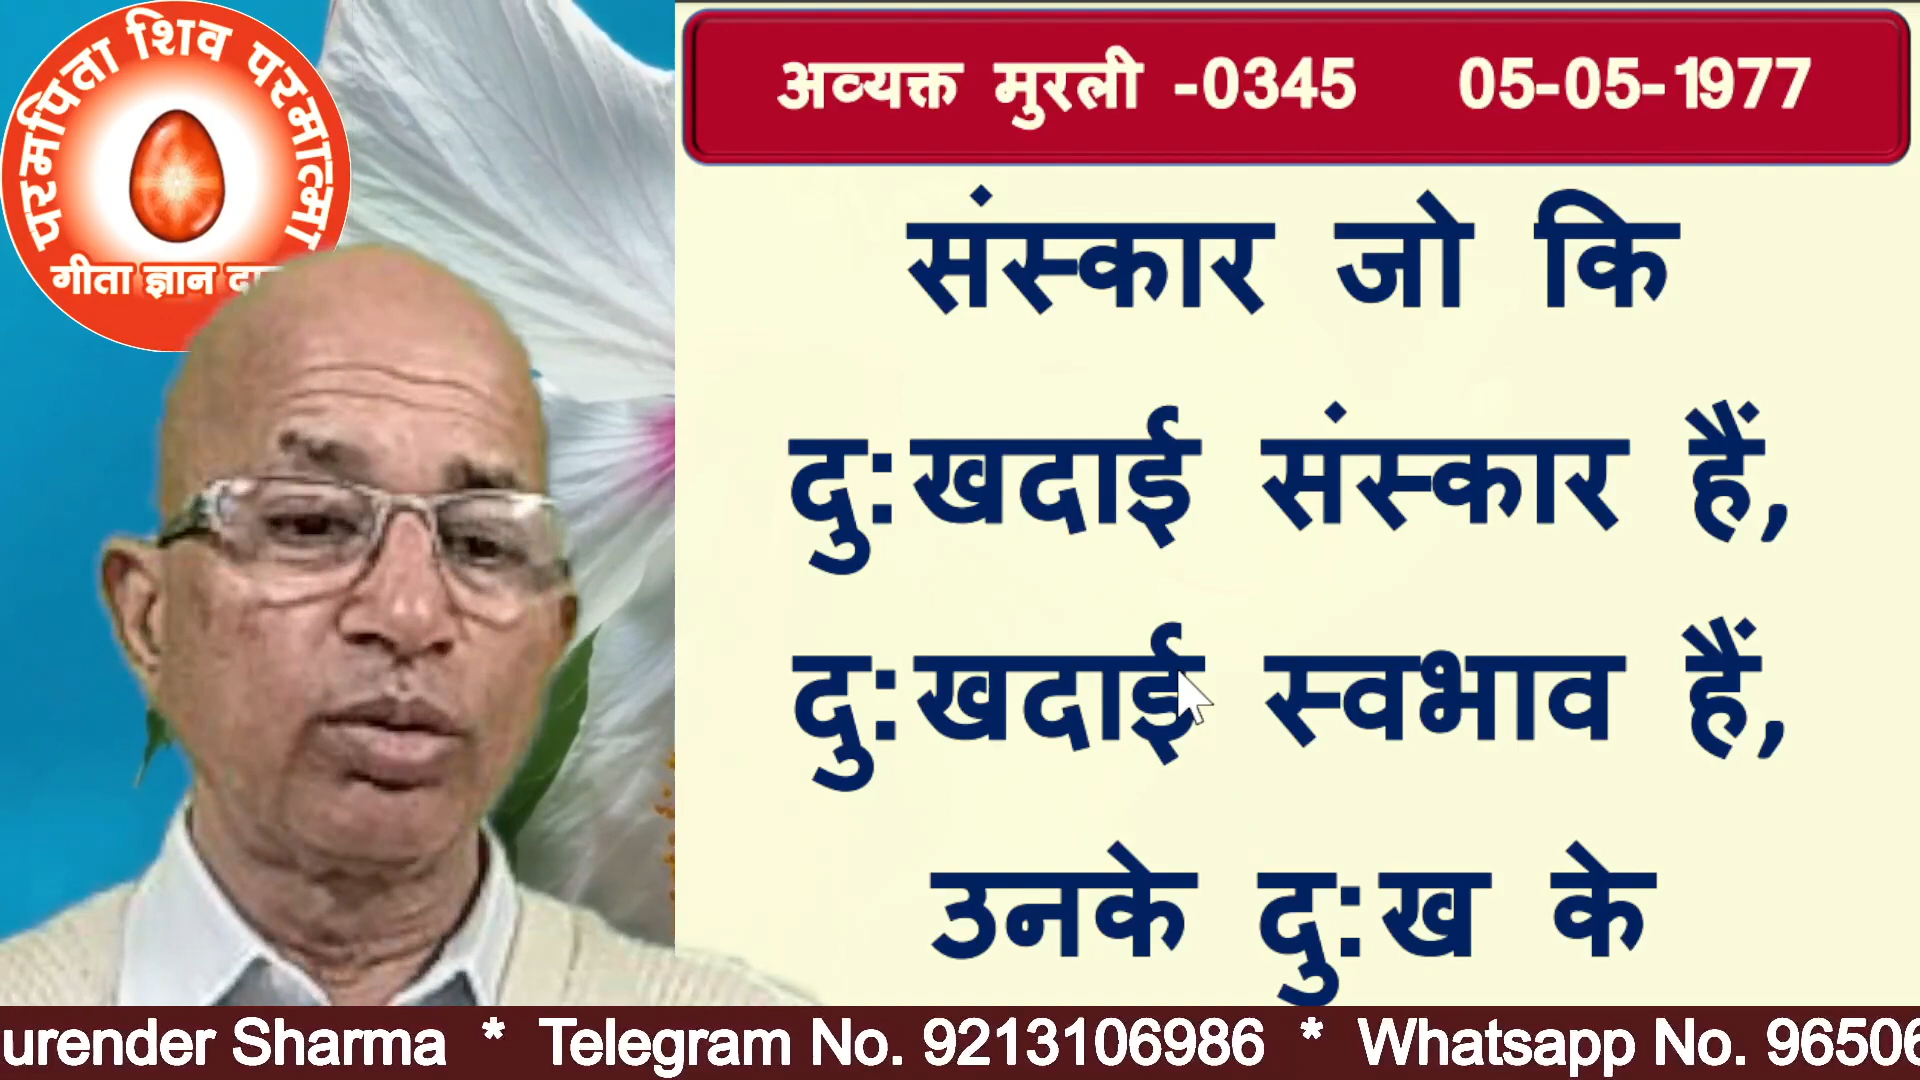 परमपिता शिव परमात्मा
गीता ज्ञान
अव्यक्त मुरली -0345 05-05-1977
संस्कार जो कि
दु:खदाई संस्कार हैं,
दु:खदाई स्वभाव हैं,
उनके दु:ख के
urender Sharma * Telegram No. 9213106986 * Whatsapp No. 96506